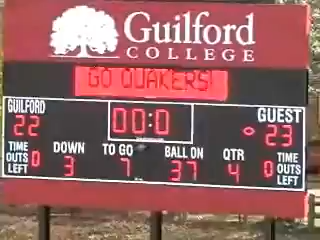 Guilford
COLLEGE
GO QUAKERS!
GUILFORD 00:0 GUEST
22 23
DOWN TO GO BALL ON QTR
TIME OUTS LEFT 0 3 7 37 4 0 TIME OUTS LEFT